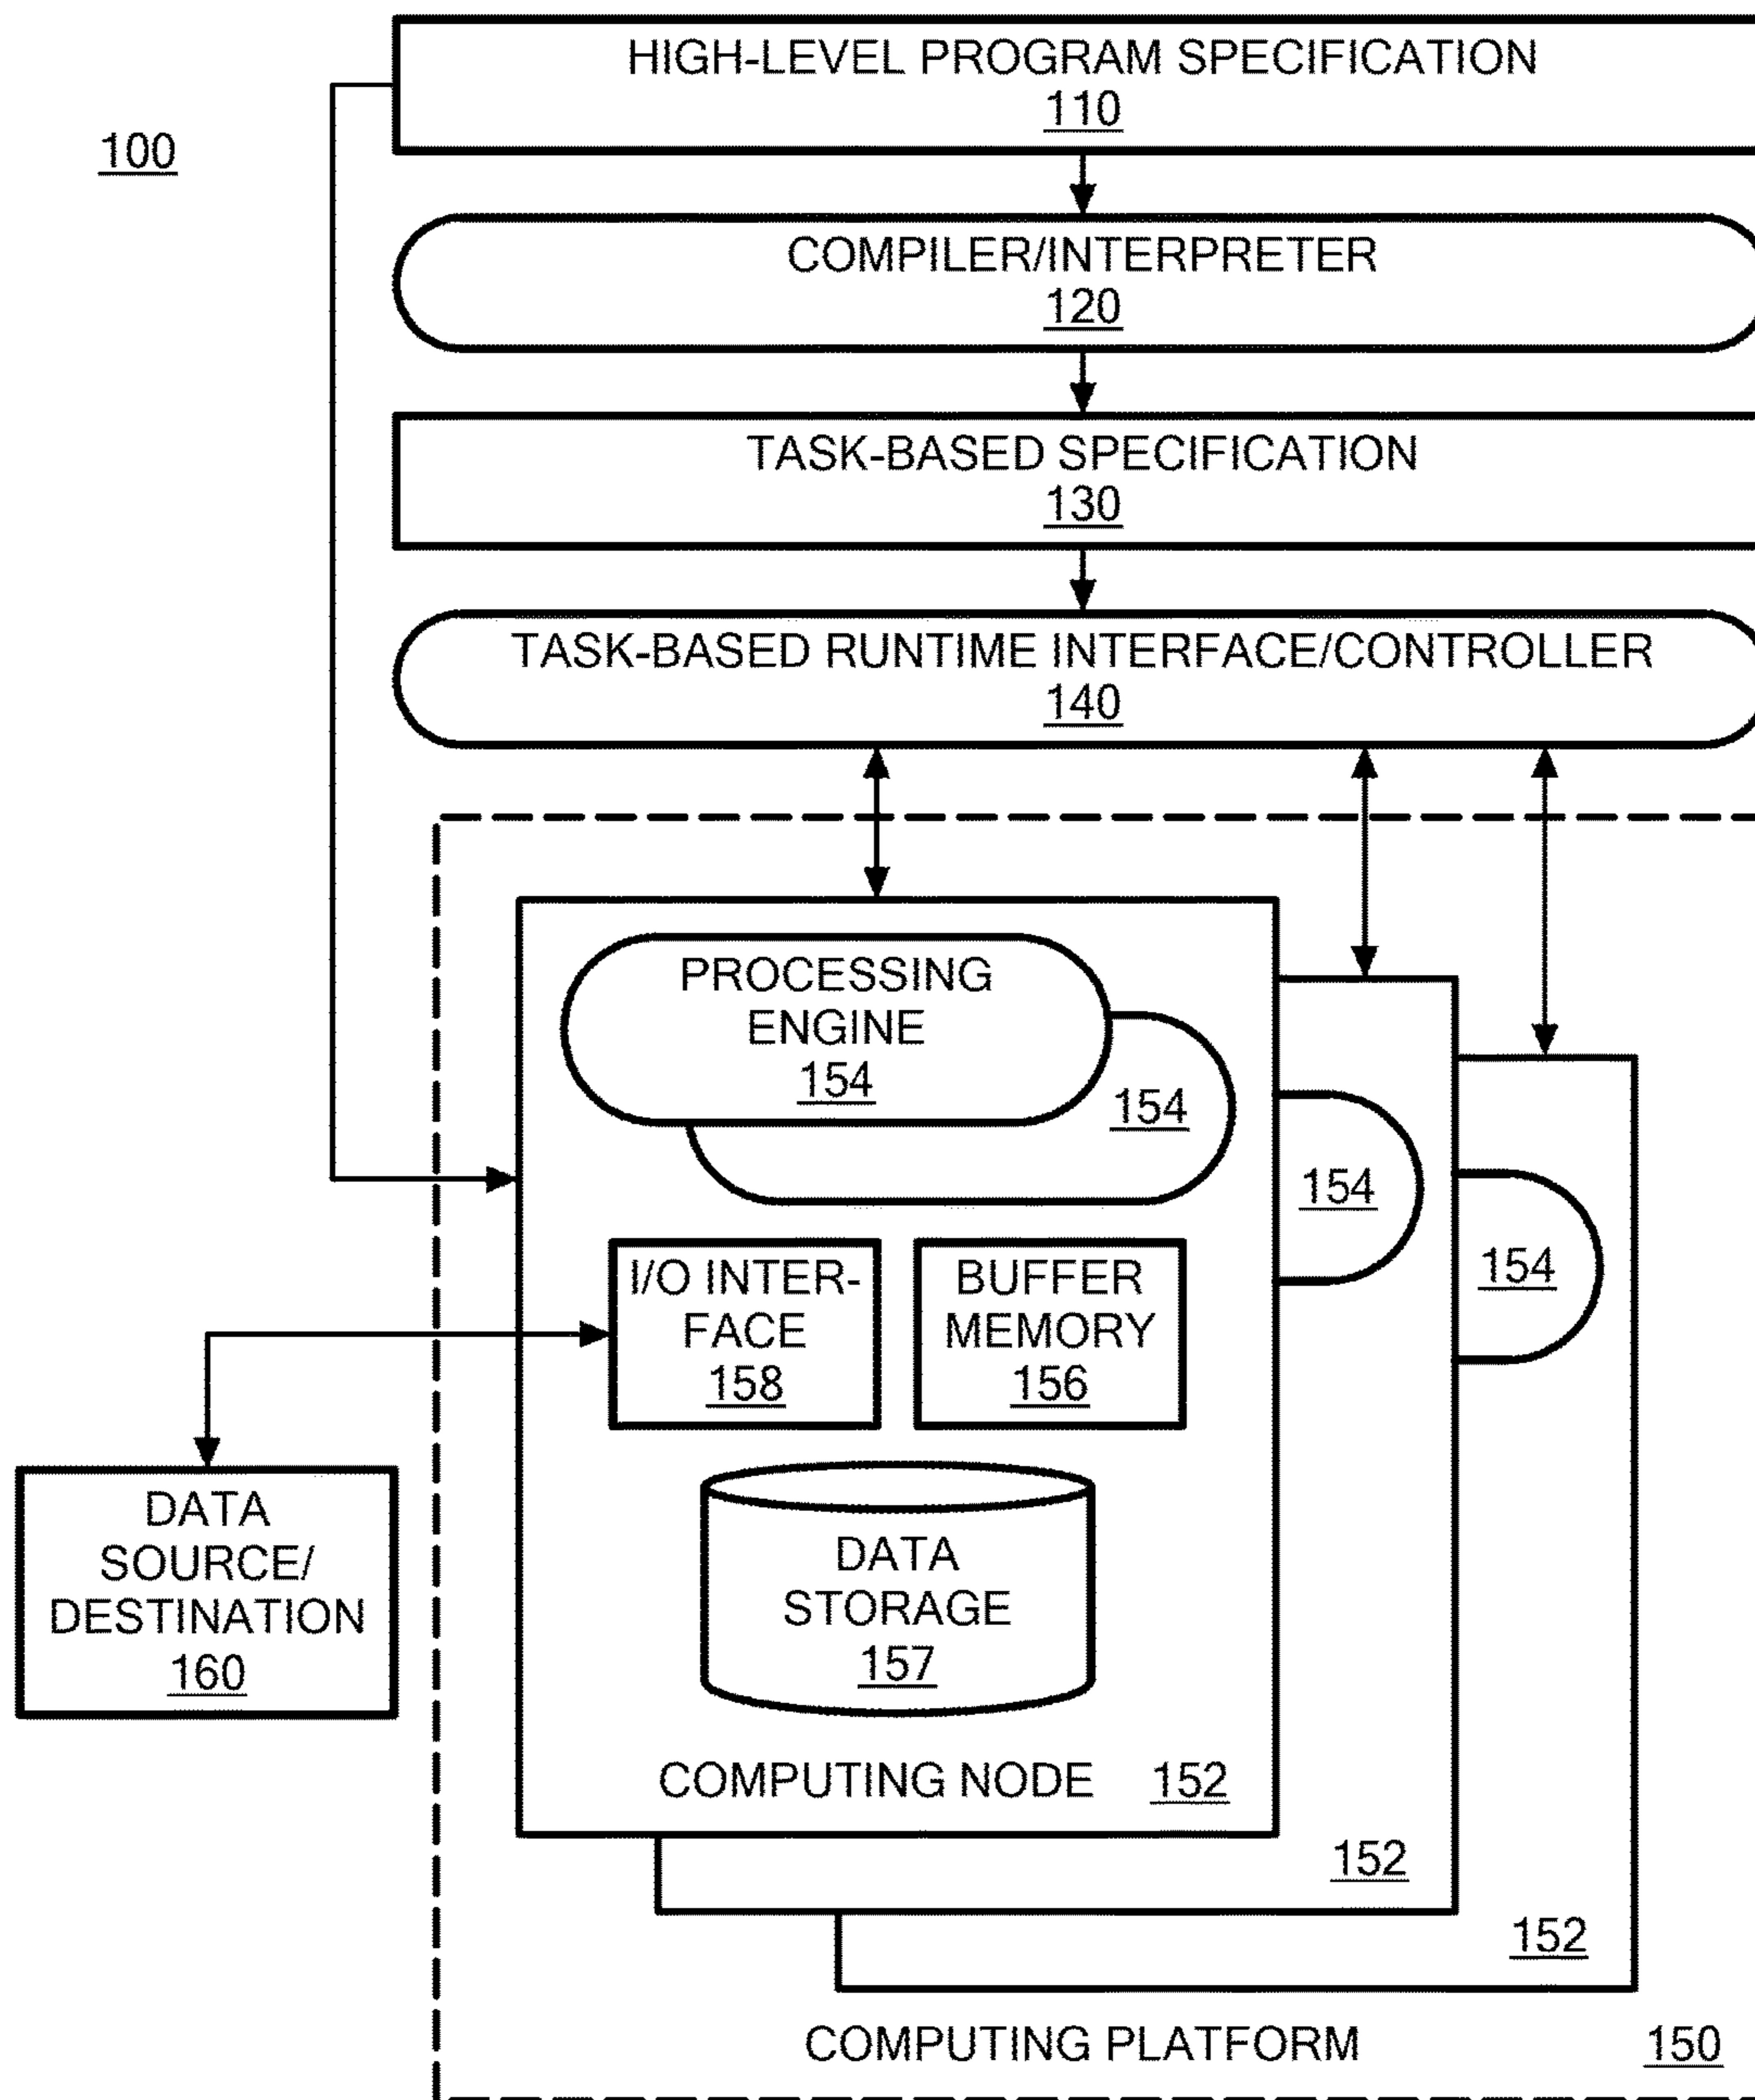 HIGH-LEVEL PROGRAM SPECIFICATION
110
100
COMPILER/INTERPRETER
120
TASK-BASED SPECIFICATION
130
TASK-BASED RUNTIME INTERFACE/CONTROLLER
140
PROCESSING
ENGINE
154
154
154
154
I/O INTER-
FACE
158
BUFFER
MEMORY
156
DATA
SOURCE/
DESTINATION
160
DATA
STORAGE
157
COMPUTING NODE 152
152
152
COMPUTING PLATFORM 150